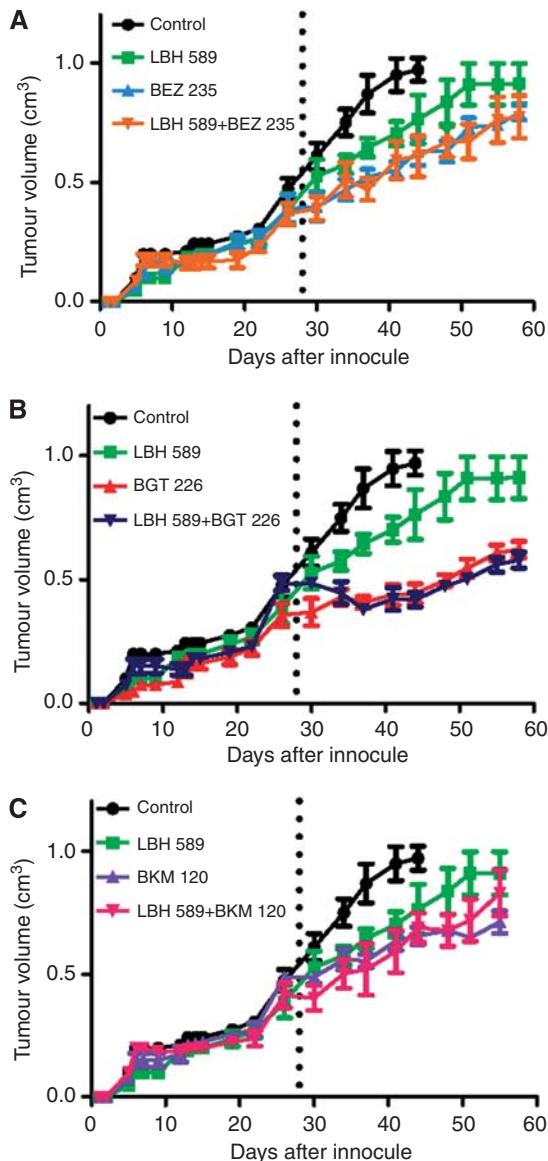 A
Control
LBH 589
BEZ 235
LBH 589+BEZ 235
Tumour volume (cm3)
1.0
0.5
0.0
0 10 20 30 40 50 60
Days after innocule
B
Control
LBH 589
BGT 226
LBH 589+BGT 226
Tumour volume (cm3)
1.0
0.5
0.0
0 10 20 30 40 50 60
Days after innocule
C
Control
LBH 589
BKM 120
LBH 589+BKM 120
Tumour volume (cm3)
1.0
0.5
0.0
0 10 20 30 40 50 60
Days after innocule